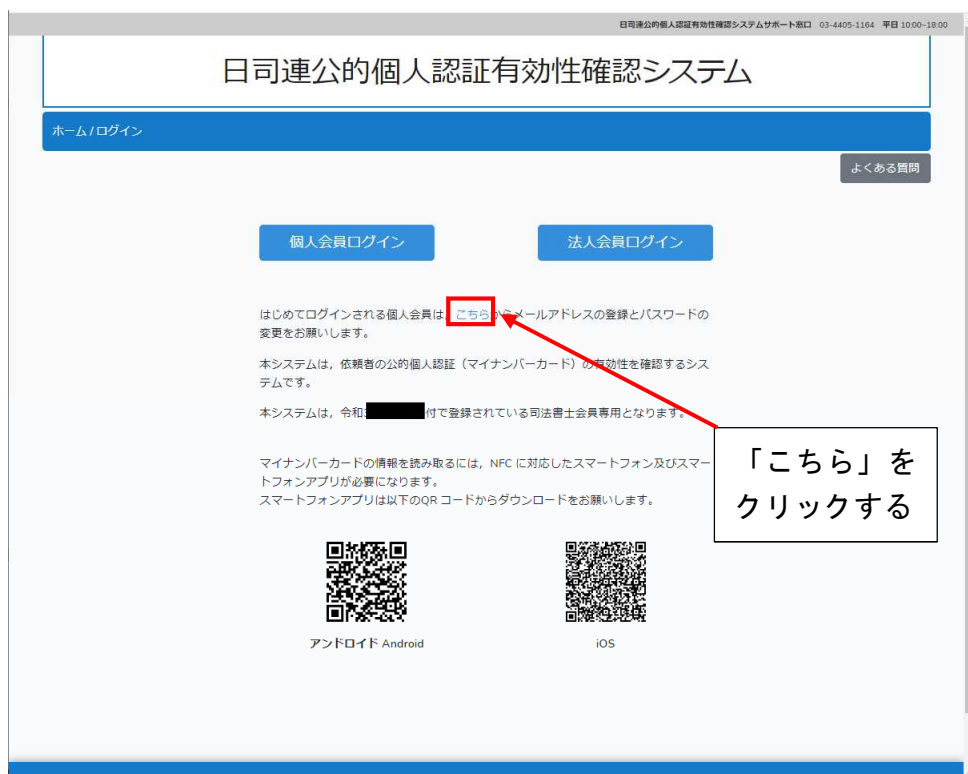 日司連公的個人認証有効性確認システムサポート窓口 03-4405-1164 平日 10:00~18:00
日司連公的個人認証有効性確認システム
ホーム / ログイン
よくある質問
個人会員ログイン
法人会員ログイン
はじめてログインされる個人会員は,こちらからメールアドレスの登録とパスワードの
変更をお願いします。
本システムは,依頼者の公的個人認証(マイナンバーカード)の有効性を確認するシス
テムです。
本システムは,令和 付で登録されている司法書士会員専用となります。
マイナンバーカードの情報を読み取るには,NFC に対応したスマートフォン及びスマー
トフォンアプリが必要になります。
スマートフォンアプリは以下のQR コードからダウンロードをお願いします。
「こちら」を
クリックする
アンドロイド Android
iOS